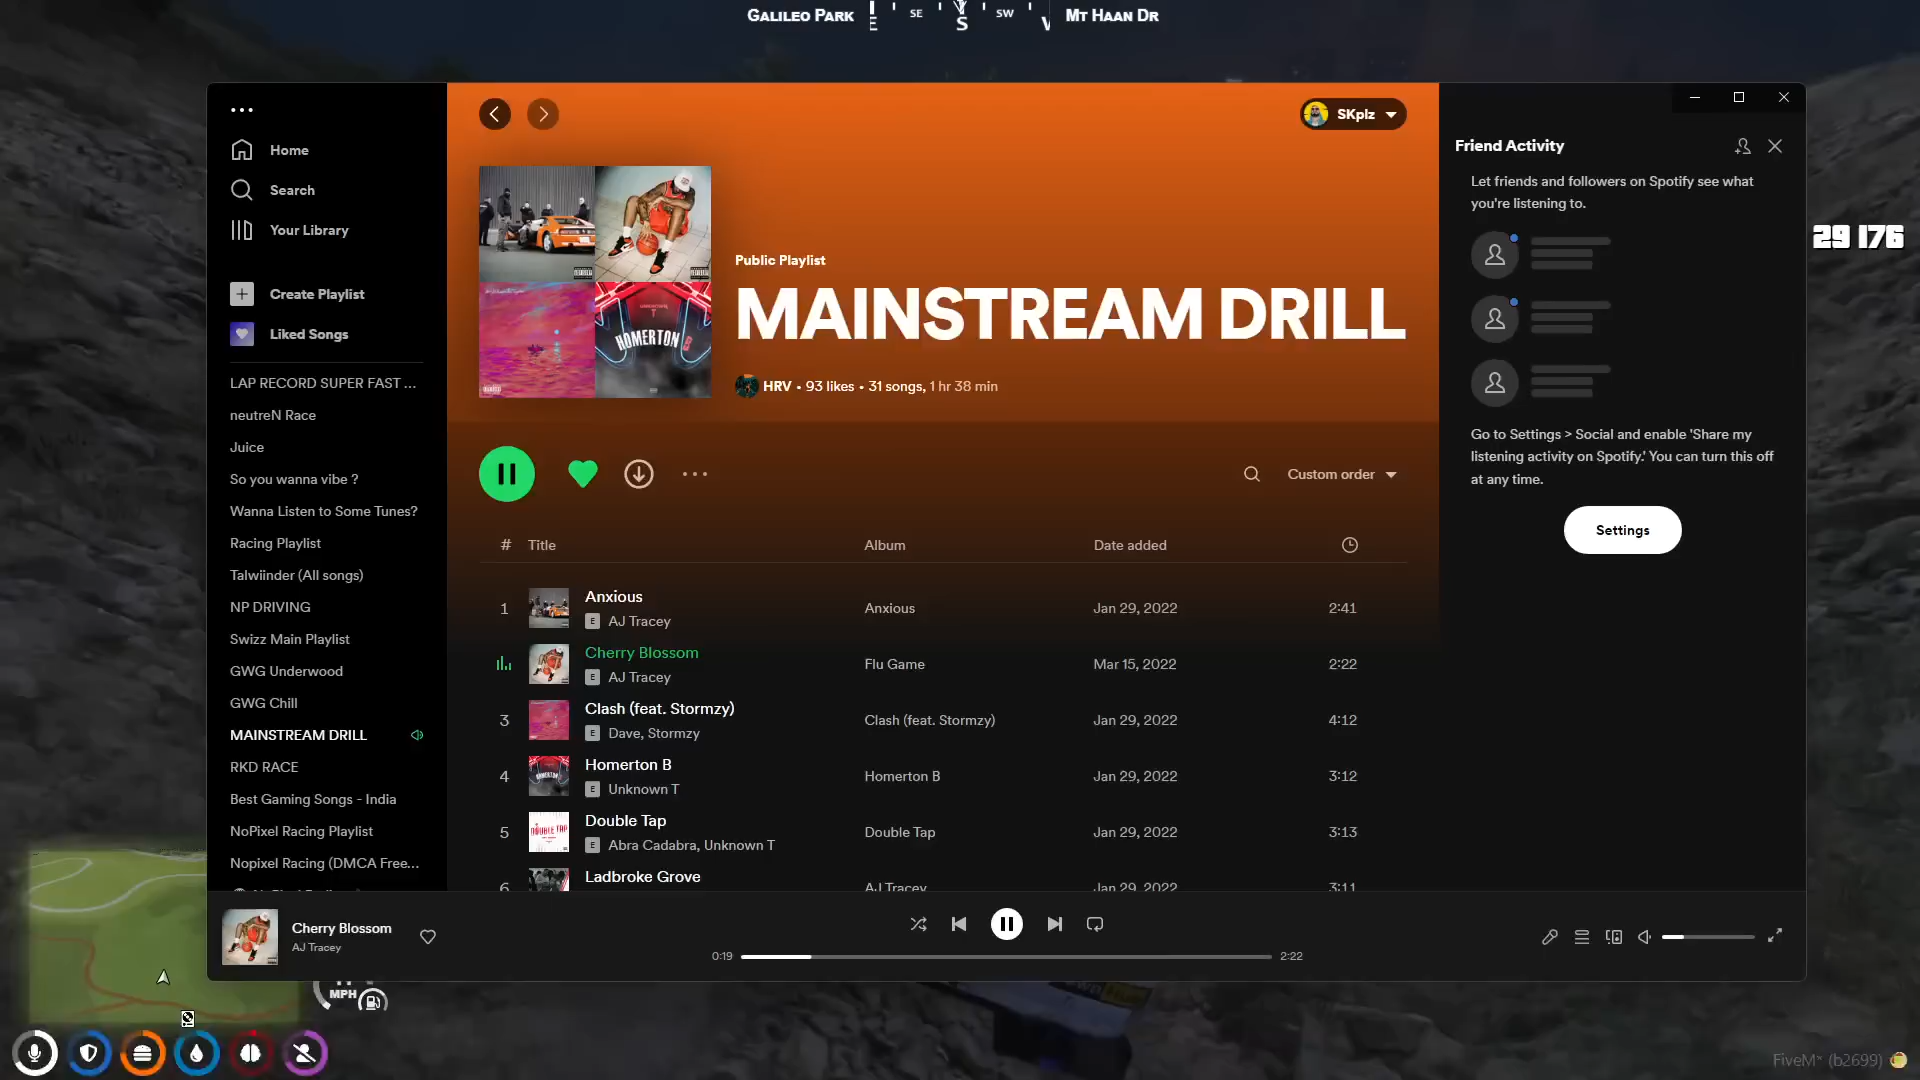 GALILEO PARK
E
SE
S
SW
MT HAAN DR
Home
Search
Your Library
Create Playlist
Liked Songs
LAP RECORD SUPER FAST ...
neutreN Race
Juice
So you wanna vibe ?
Wanna Listen to Some Tunes?
Racing Playlist
Talwiinder (All songs)
NP DRIVING
Swizz Main Playlist
GWG Underwood
GWG Chill
MAINSTREAM DRILL
RKD RACE
Best Gaming Songs - India
NoPixel Racing Playlist
Nopixel Racing (DMCA Free...
SKplz
HOMERTON B
Public Playlist
MAINSTREAM DRILL
HRV • 93 likes • 31 songs, 1 hr 38 min
Custom order
# Title Album Date added
1 Anxious Anxious Jan 29, 2022 2:41
E AJ Tracey
Cherry Blossom Flu Game Mar 15, 2022 2:22
E AJ Tracey
3 Clash (feat. Stormzy) Clash (feat. Stormzy) Jan 29, 2022 4:12
E Dave, Stormzy
4 Homerton B Homerton B Jan 29, 2022 3:12
E Unknown T
5 Double Tap Double Tap Jan 29, 2022 3:13
E Abra Cadabra, Unknown T
6 Ladbroke Grove AJ Tracey Jan 29, 2022 3:11
Friend Activity
Let friends and followers on Spotify see what
you're listening to.
Go to Settings > Social and enable 'Share my
listening activity on Spotify.' You can turn this off
at any time.
Settings
29 176
Cherry Blossom
AJ Tracey
0:19
2:22
MPH
FiveM* (b2699)